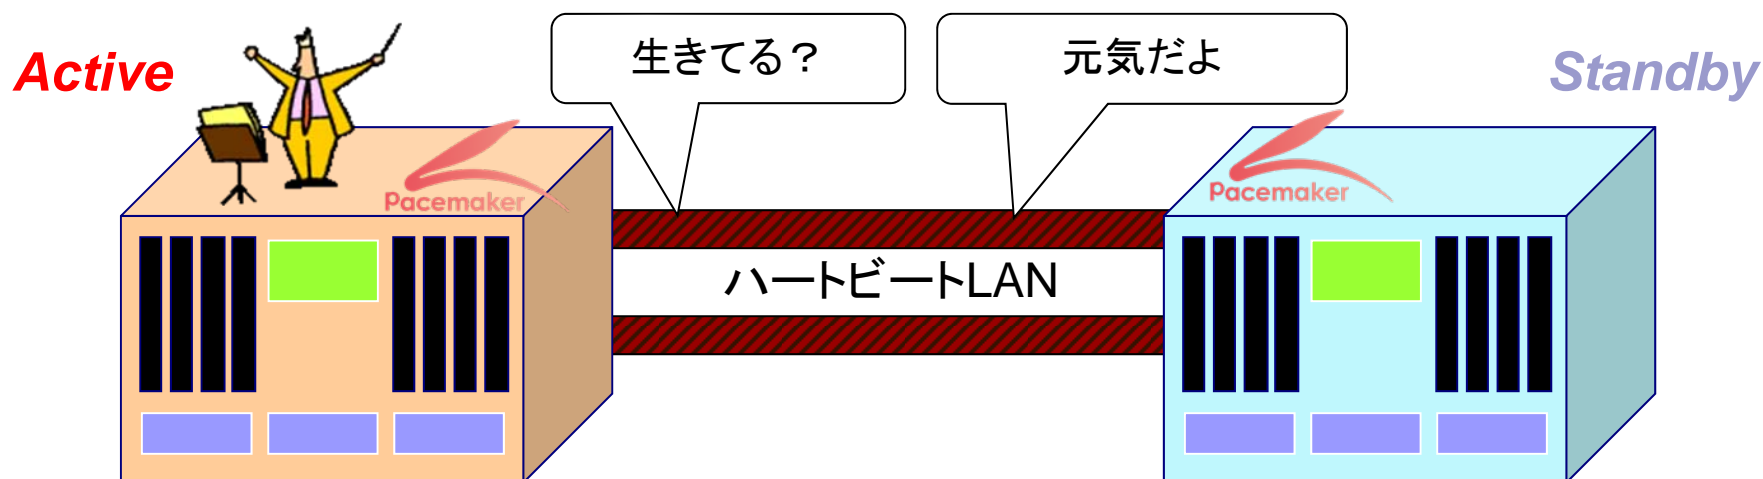 Active
生きてる？
元気だよ
Standby
Pacemaker
Pacemaker
ハートビートLAN